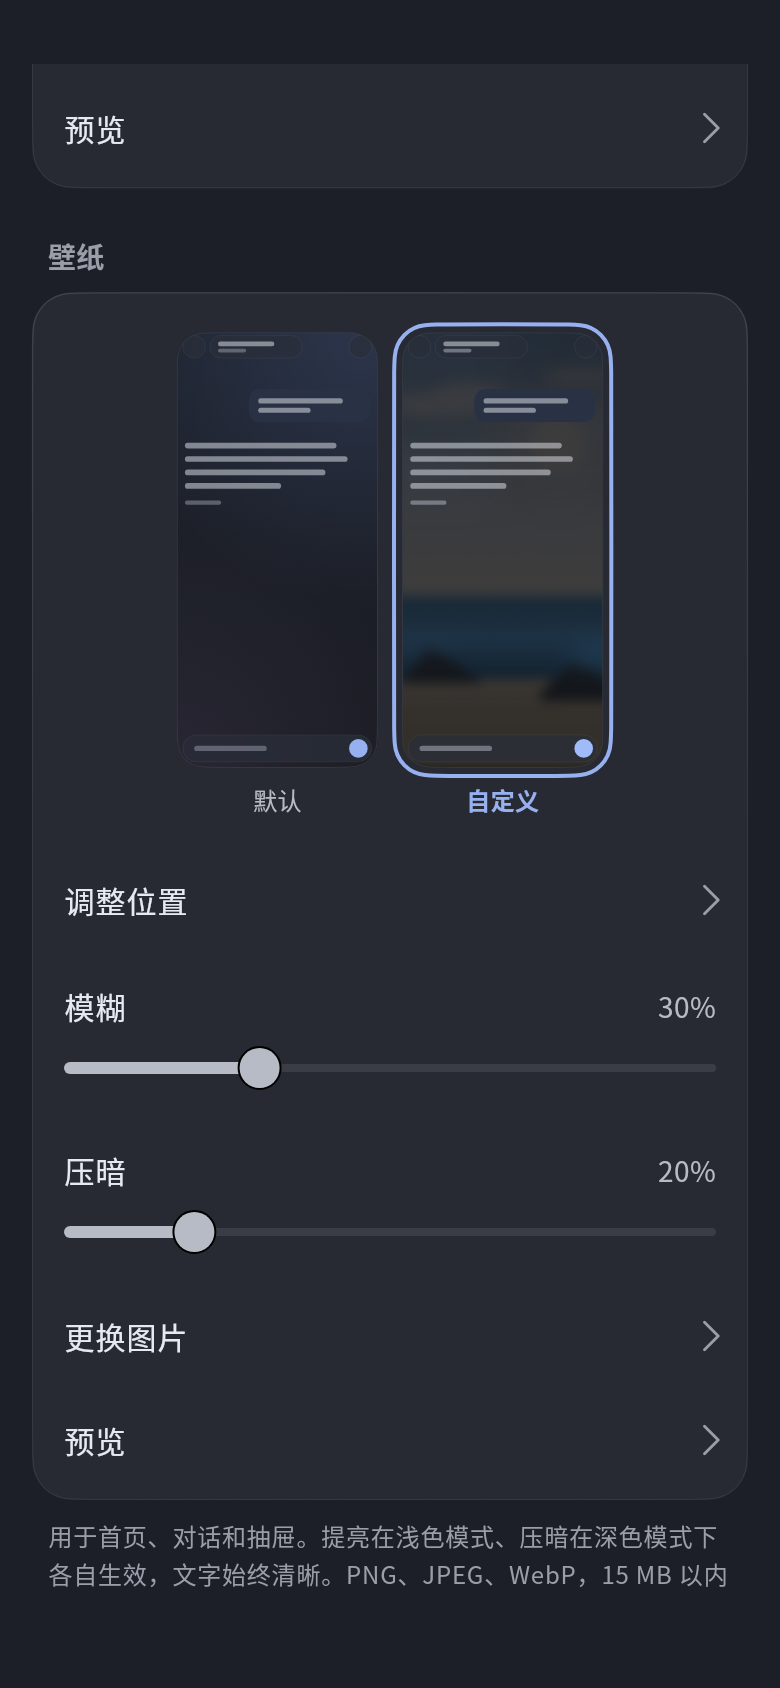 预览
壁纸
默认
自定义
调整位置
模糊
30%
压暗
20%
更换图片
预览
用于首页、对话和抽屉。提亮在浅色模式、压暗在深色模式下
各自生效，文字始终清晰。PNG、JPEG、WebP，15 MB 以内